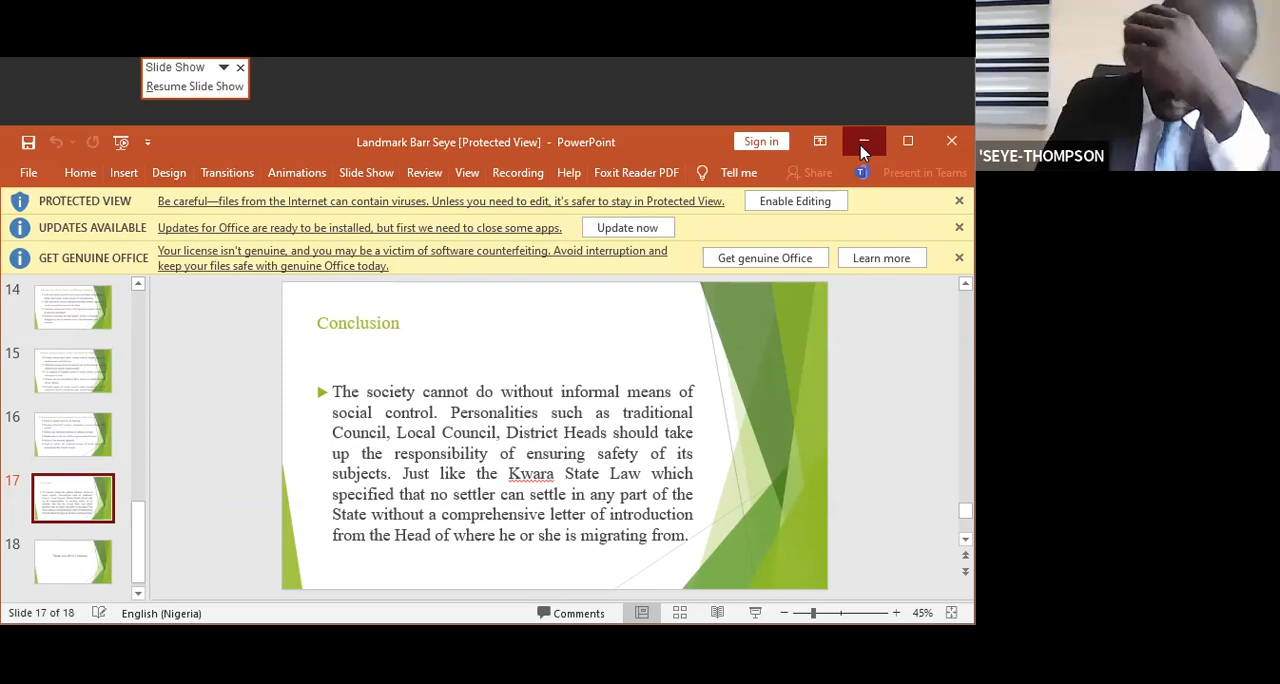 Slide Show
Resume Slide Show
'SEYE-THOMPSON
Landmark Barr Seye [Protected View] - PowerPoint
Sign in
File Home Insert Design Transitions Animations Slide Show Review View Recording Help Foxit Reader PDF Tell me Share Present in Teams
PROTECTED VIEW Be careful—files from the Internet can contain viruses. Unless you need to edit, it's safer to stay in Protected View. Enable Editing
UPDATES AVAILABLE Updates for Office are ready to be installed, but first we need to close some apps. Update now
GET GENUINE OFFICE Your license isn't genuine, and you may be a victim of software counterfeiting. Avoid interruption and
keep your files safe with genuine Office today.
Get genuine Office Learn more
14
15
16
17
18
Conclusion
The society cannot do without informal means of
social control. Personalities such as traditional
Council, Local Council, District Heads should take
up the responsibility of ensuring safety of its
subjects. Just like the Kwara State Law which
specified that no settler can settle in any part of the
State without a comprehensive letter of introduction
from the Head of where he or she is migrating from.
Slide 17 of 18 English (Nigeria) Comments 45%